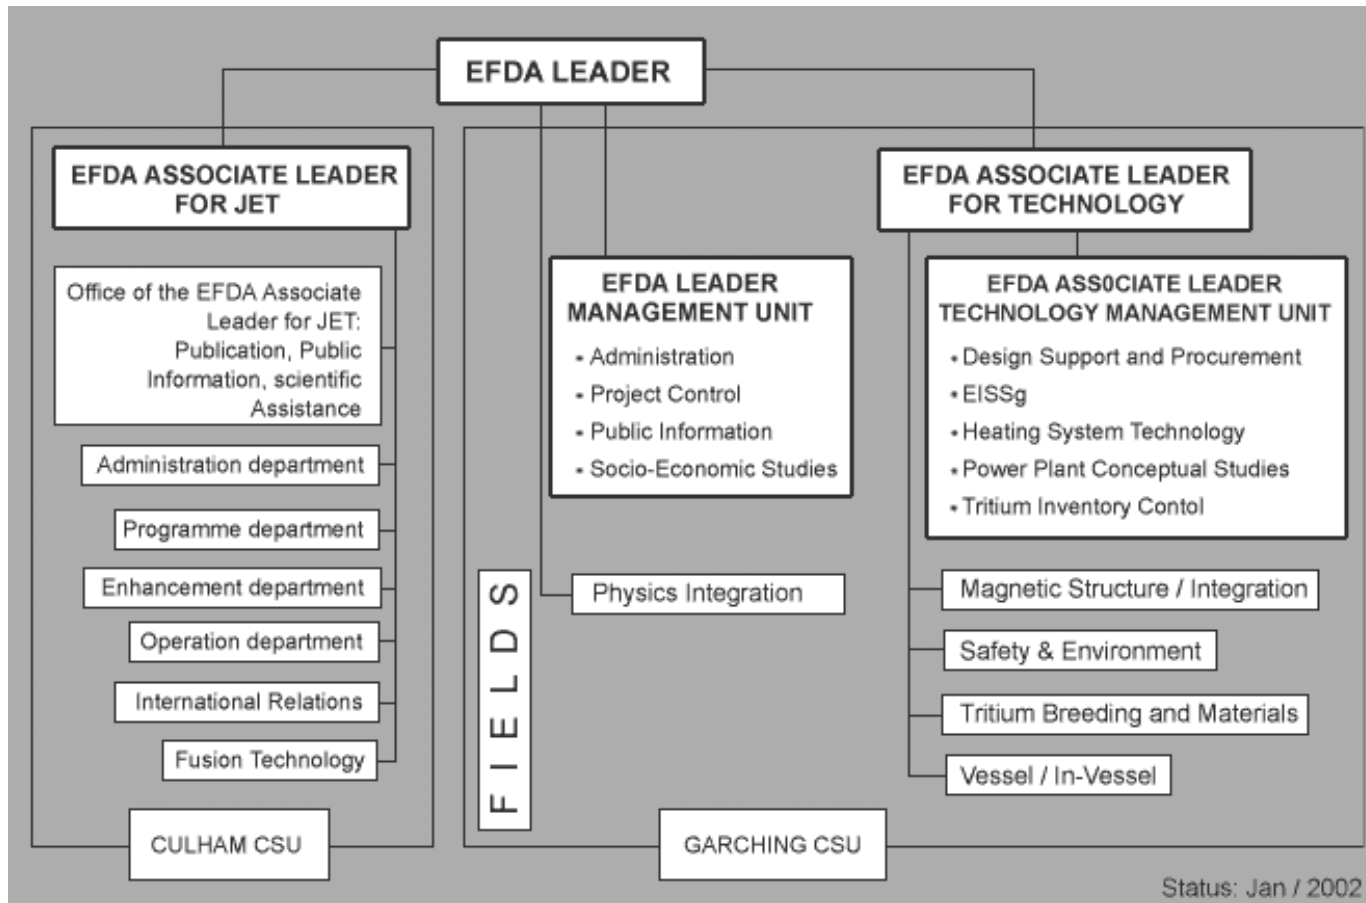 EFDA LEADER
EFDA ASSOCIATE LEADER
FOR JET
Office of the EFDA Associate
Leader for JET:
Publication, Public
Information, scientific
Assistance
Administration department
Programme department
Enhancement department
Operation department
International Relations
Fusion Technology
CULHAM CSU
EFDA LEADER
MANAGEMENT UNIT
• Administration
• Project Control
• Public Information
• Socio-Economic Studies
FIELDS
Physics Integration
EFDA ASSOCIATE LEADER
FOR TECHNOLOGY
EFDA ASS0CIATE LEADER
TECHNOLOGY MANAGEMENT UNIT
• Design Support and Procurement
• EISSg
• Heating System Technology
• Power Plant Conceptual Studies
• Tritium Inventory Contol
Magnetic Structure / Integration
Safety & Environment
Tritium Breeding and Materials
Vessel / In-Vessel
GARCHING CSU
Status: Jan / 2002